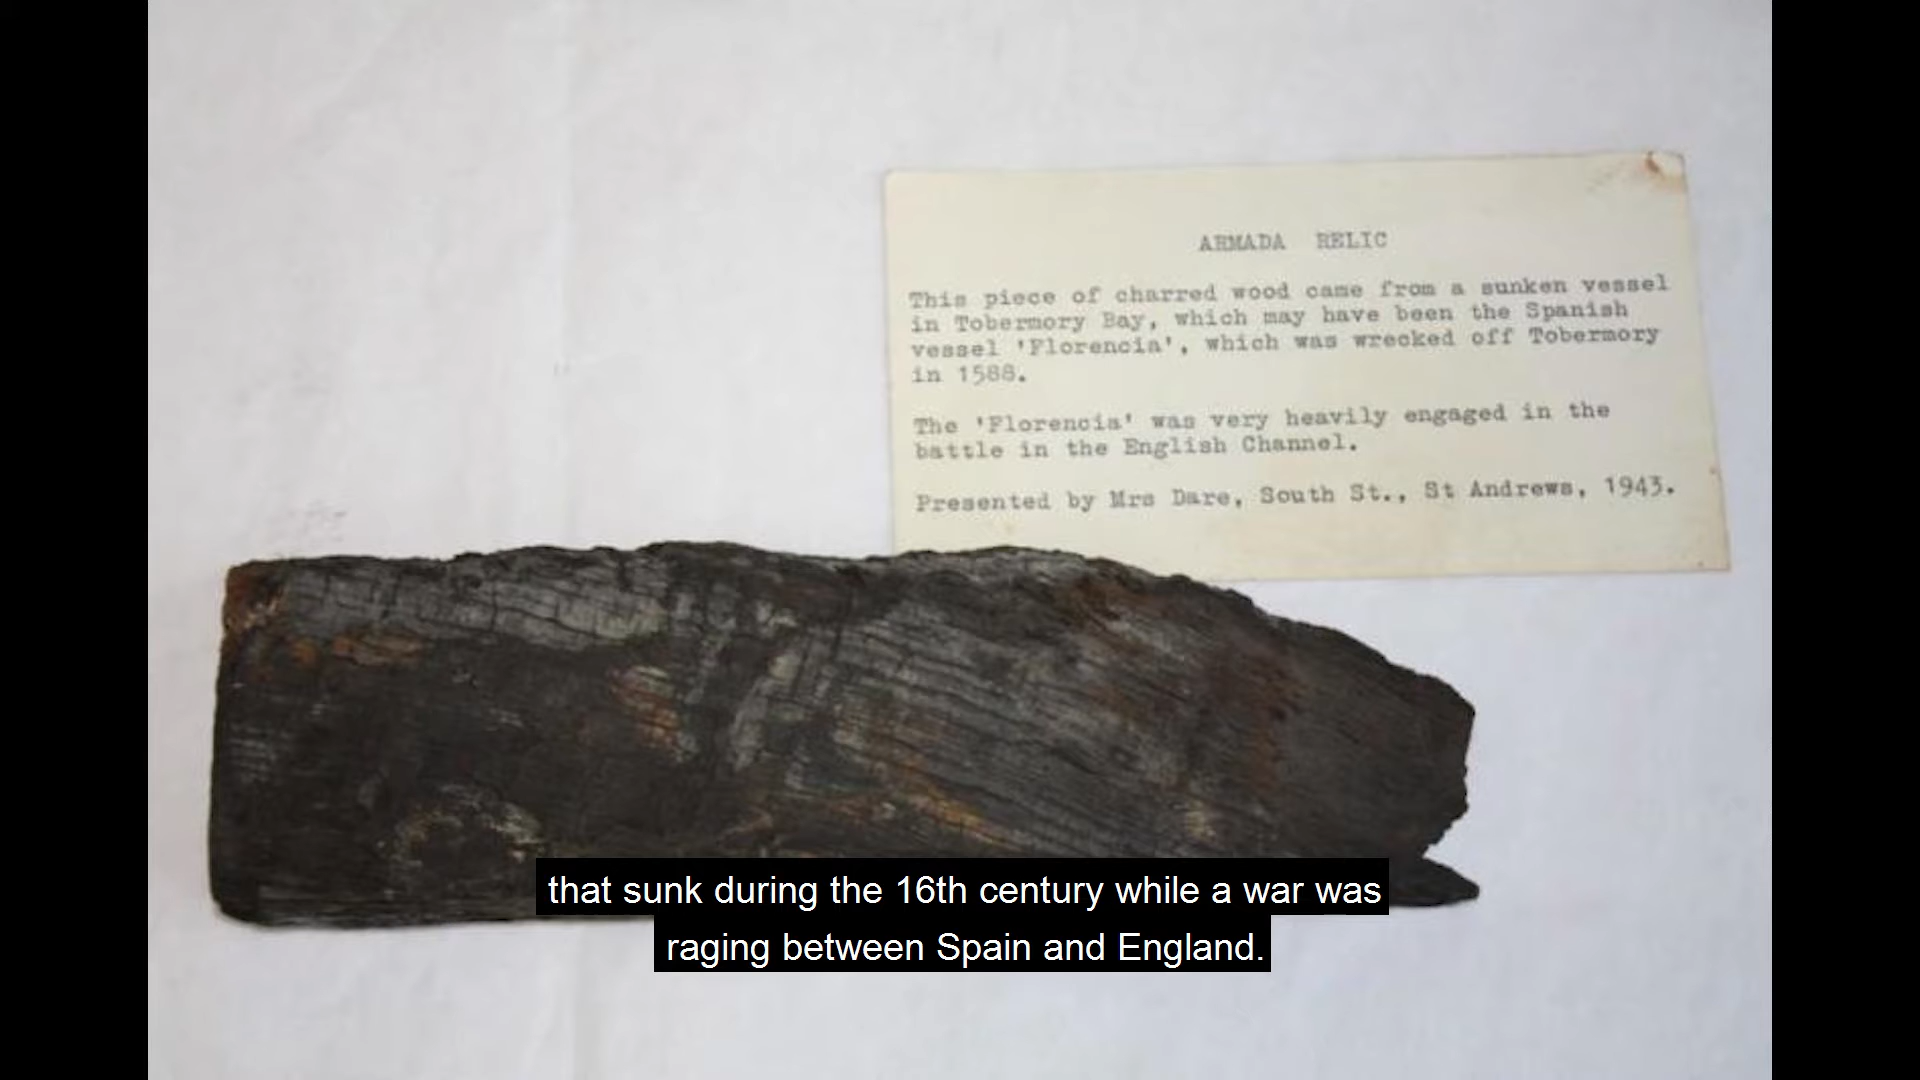 ARMADA RELIC
This piece of charred wood came from a sunken vessel
in Tobermory Bay, which may have been the Spanish
vessel 'Florencia', which was wrecked off Tobermory
in 1588.
The 'Florencia' was very heavily engaged in the
battle in the English Channel.
Presented by Mrs Dare, South St., St Andrews, 1943.
that sunk during the 16th century while a war was
raging between Spain and England.